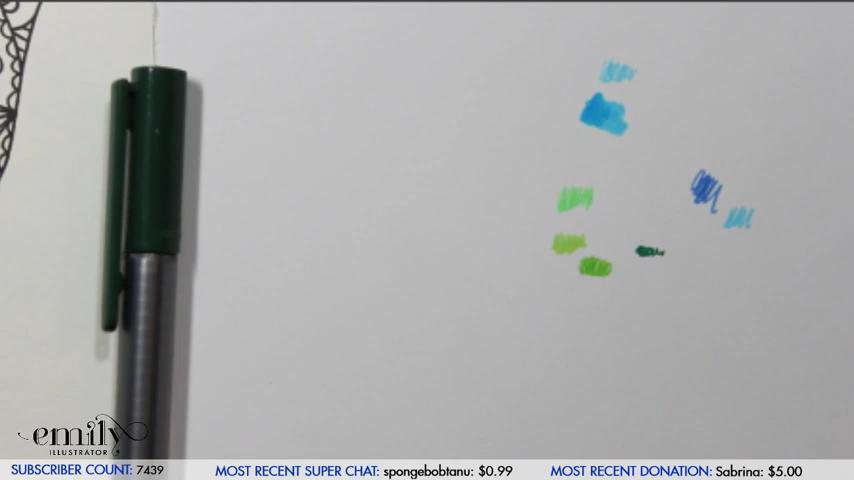 emily
ILLUSTRATOR
SUBSCRIBER COUNT: 7439 MOST RECENT SUPER CHAT: spongebobtanu: $0.99 MOST RECENT DONATION: Sabrina: $5.00